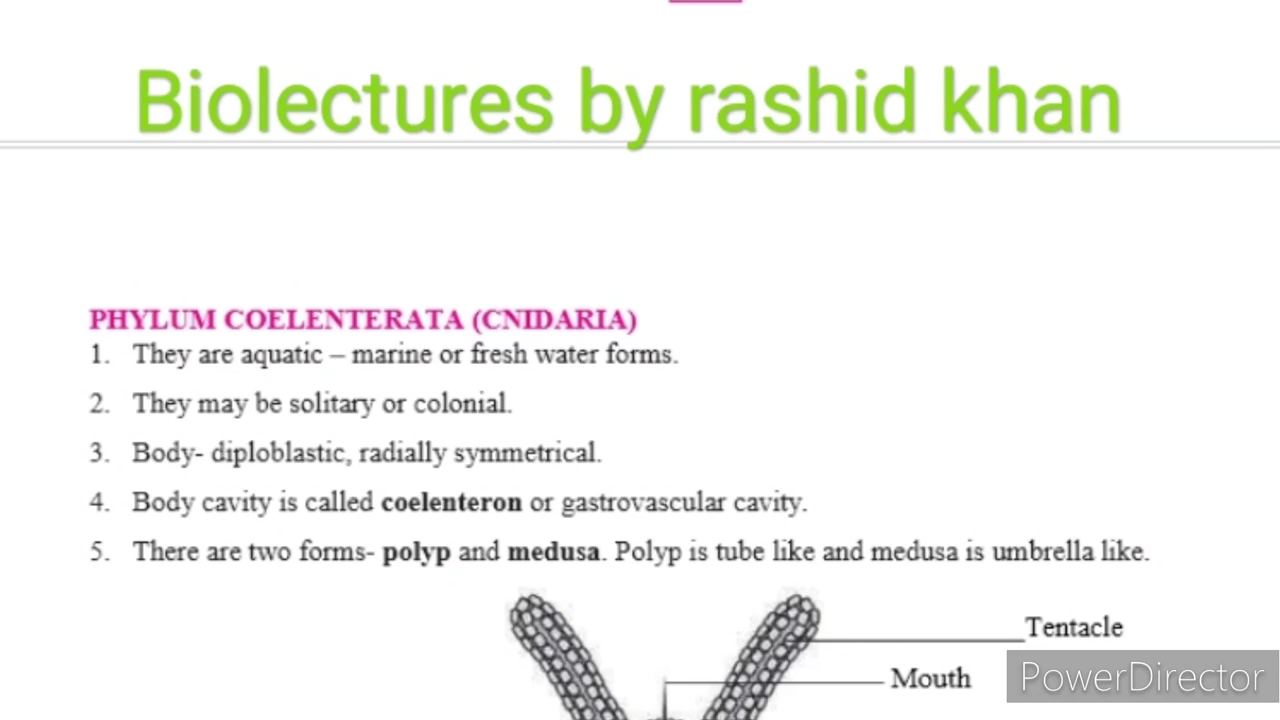 Biolectures by rashid khan
PHYLUM COELENTERATA (CNIDARIA)
1. They are aquatic – marine or fresh water forms.
2. They may be solitary or colonial.
3. Body- diploblastic, radially symmetrical.
4. Body cavity is called coelenteron or gastrovascular cavity.
5. There are two forms- polyp and medusa. Polyp is tube like and medusa is umbrella like.
Tentacle
Mouth
PowerDirector